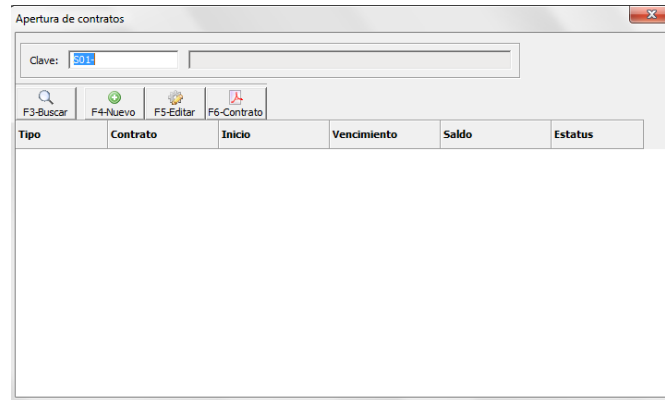 Apertura de contratos
X
Clave: S01-
F3-Buscar F4-Nuevo F5-Editar F6-Contrato
Tipo Contrato Inicio Vencimiento Saldo Estatus